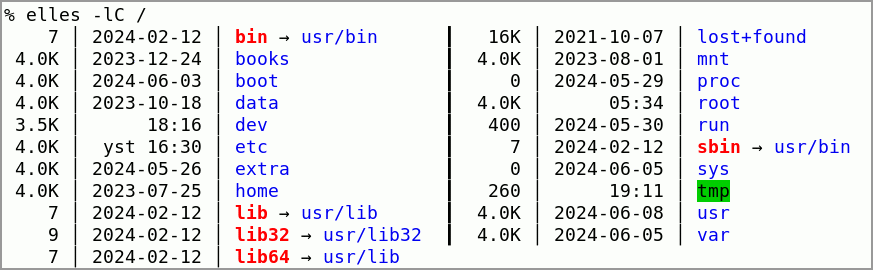 % elles -lC /
7 │ 2024-02-12 │ bin → usr/bin ┃ 16K │ 2021-10-07 │ lost+found
4.0K │ 2023-12-24 │ books ┃ 4.0K │ 2023-08-01 │ mnt
4.0K │ 2024-06-03 │ boot ┃ 0 │ 2024-05-29 │ proc
4.0K │ 2023-10-18 │ data ┃ 4.0K │ 05:34 │ root
3.5K │ 18:16 │ dev ┃ 400 │ 2024-05-30 │ run
4.0K │ yst 16:30 │ etc ┃ 7 │ 2024-02-12 │ sbin → usr/bin
4.0K │ 2024-05-26 │ extra ┃ 0 │ 2024-06-05 │ sys
4.0K │ 2023-07-25 │ home ┃ 260 │ 19:11 │ tmp
7 │ 2024-02-12 │ lib → usr/lib ┃ 4.0K │ 2024-06-08 │ usr
9 │ 2024-02-12 │ lib32 → usr/lib32 ┃ 4.0K │ 2024-06-05 │ var
7 │ 2024-02-12 │ lib64 → usr/lib